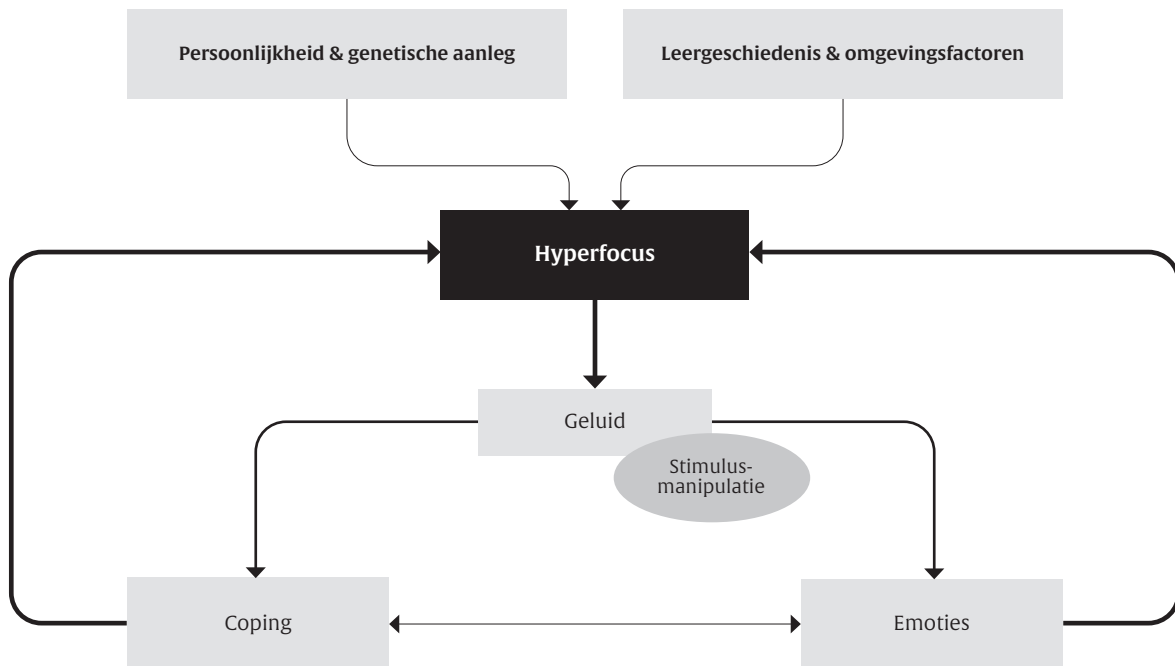 Persoonlijkheid & genetische aanleg
Leergeschiedenis & omgevingsfactoren
Hyperfocus
Geluid
Stimulus-
manipulatie
Coping
Emoties